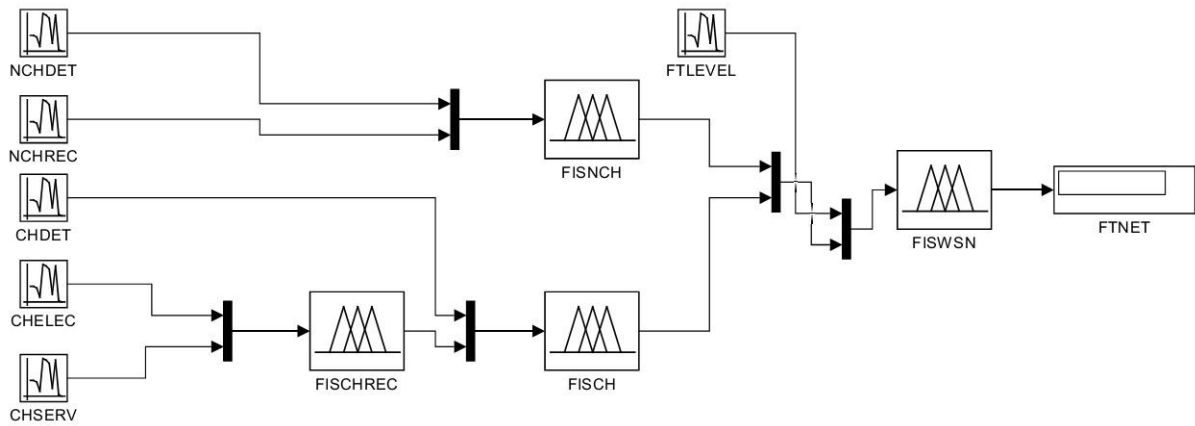 NCHDET
FTLEVEL
NCHREC
FISNCH
CHDET
FISWSN
FTNET
CHELEC
FISCHREC
FISCH
CHSERV